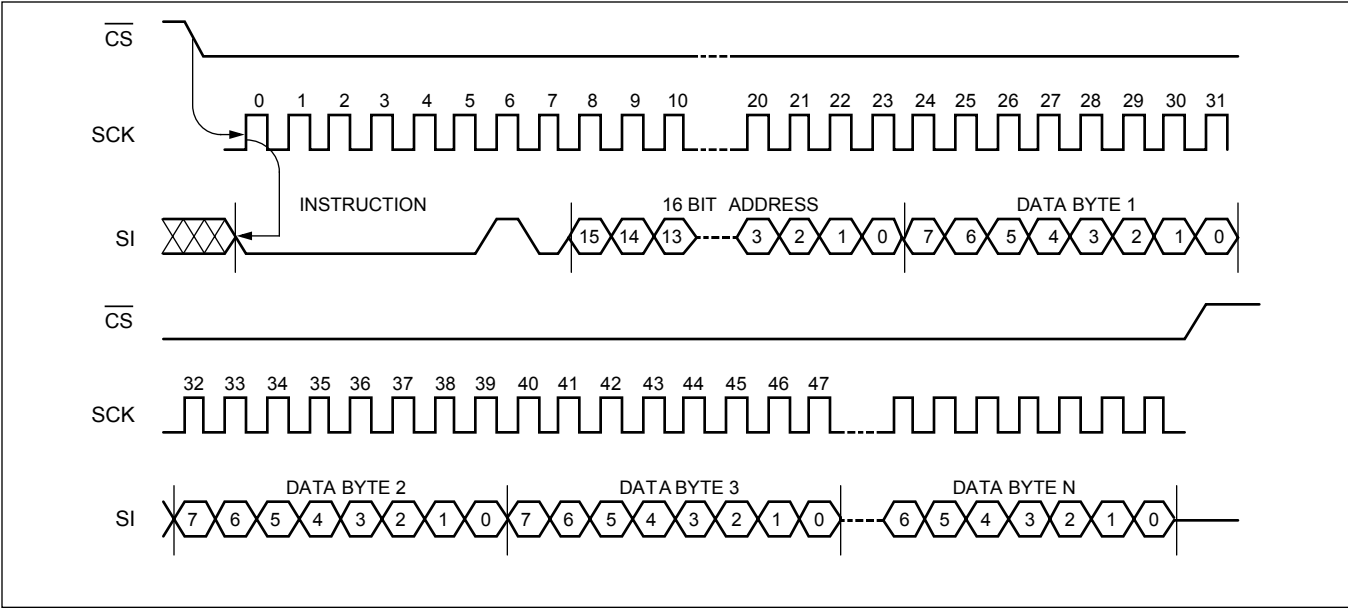 CS
0 1 2 3 4 5 6 7 8 9 10 20 21 22 23 24 25 26 27 28 29 30 31
SCK
INSTRUCTION 16 BIT ADDRESS DATA BYTE 1
SI 15 14 13 3 2 1 0 7 6 5 4 3 2 1 0
CS
32 33 34 35 36 37 38 39 40 41 42 43 44 45 46 47
SCK
DATA BYTE 2 DATA BYTE 3 DATA BYTE N
SI 7 6 5 4 3 2 1 0 7 6 5 4 3 2 1 0 6 5 4 3 2 1 0